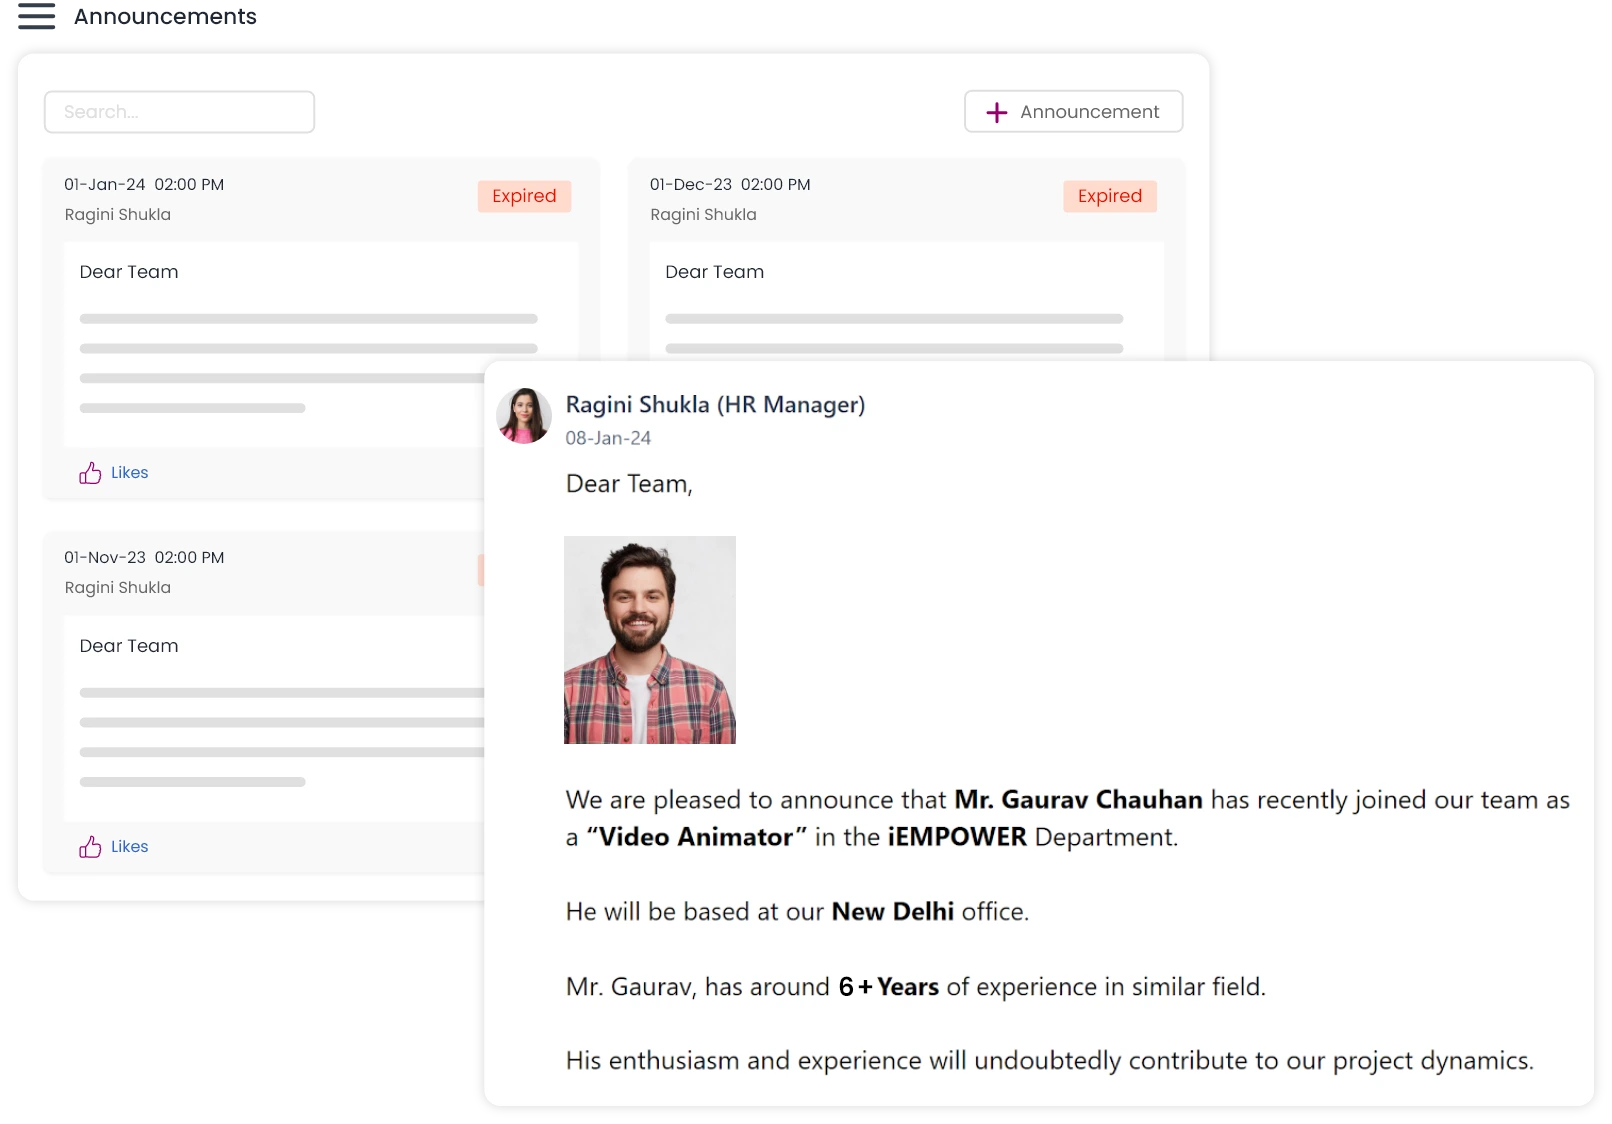 Announcements
Search...
Announcement
01-Jan-24 02:00 PM
Ragini Shukla
Expired
Dear Team
Likes
01-Dec-23 02:00 PM
Ragini Shukla
Expired
Dear Team
01-Nov-23 02:00 PM
Ragini Shukla
Dear Team
Likes
Ragini Shukla (HR Manager)
08-Jan-24
Dear Team,
We are pleased to announce that Mr. Gaurav Chauhan has recently joined our team as
a “Video Animator” in the iEMPOWER Department.
He will be based at our New Delhi office.
Mr. Gaurav, has around 6+Years of experience in similar field.
His enthusiasm and experience will undoubtedly contribute to our project dynamics.